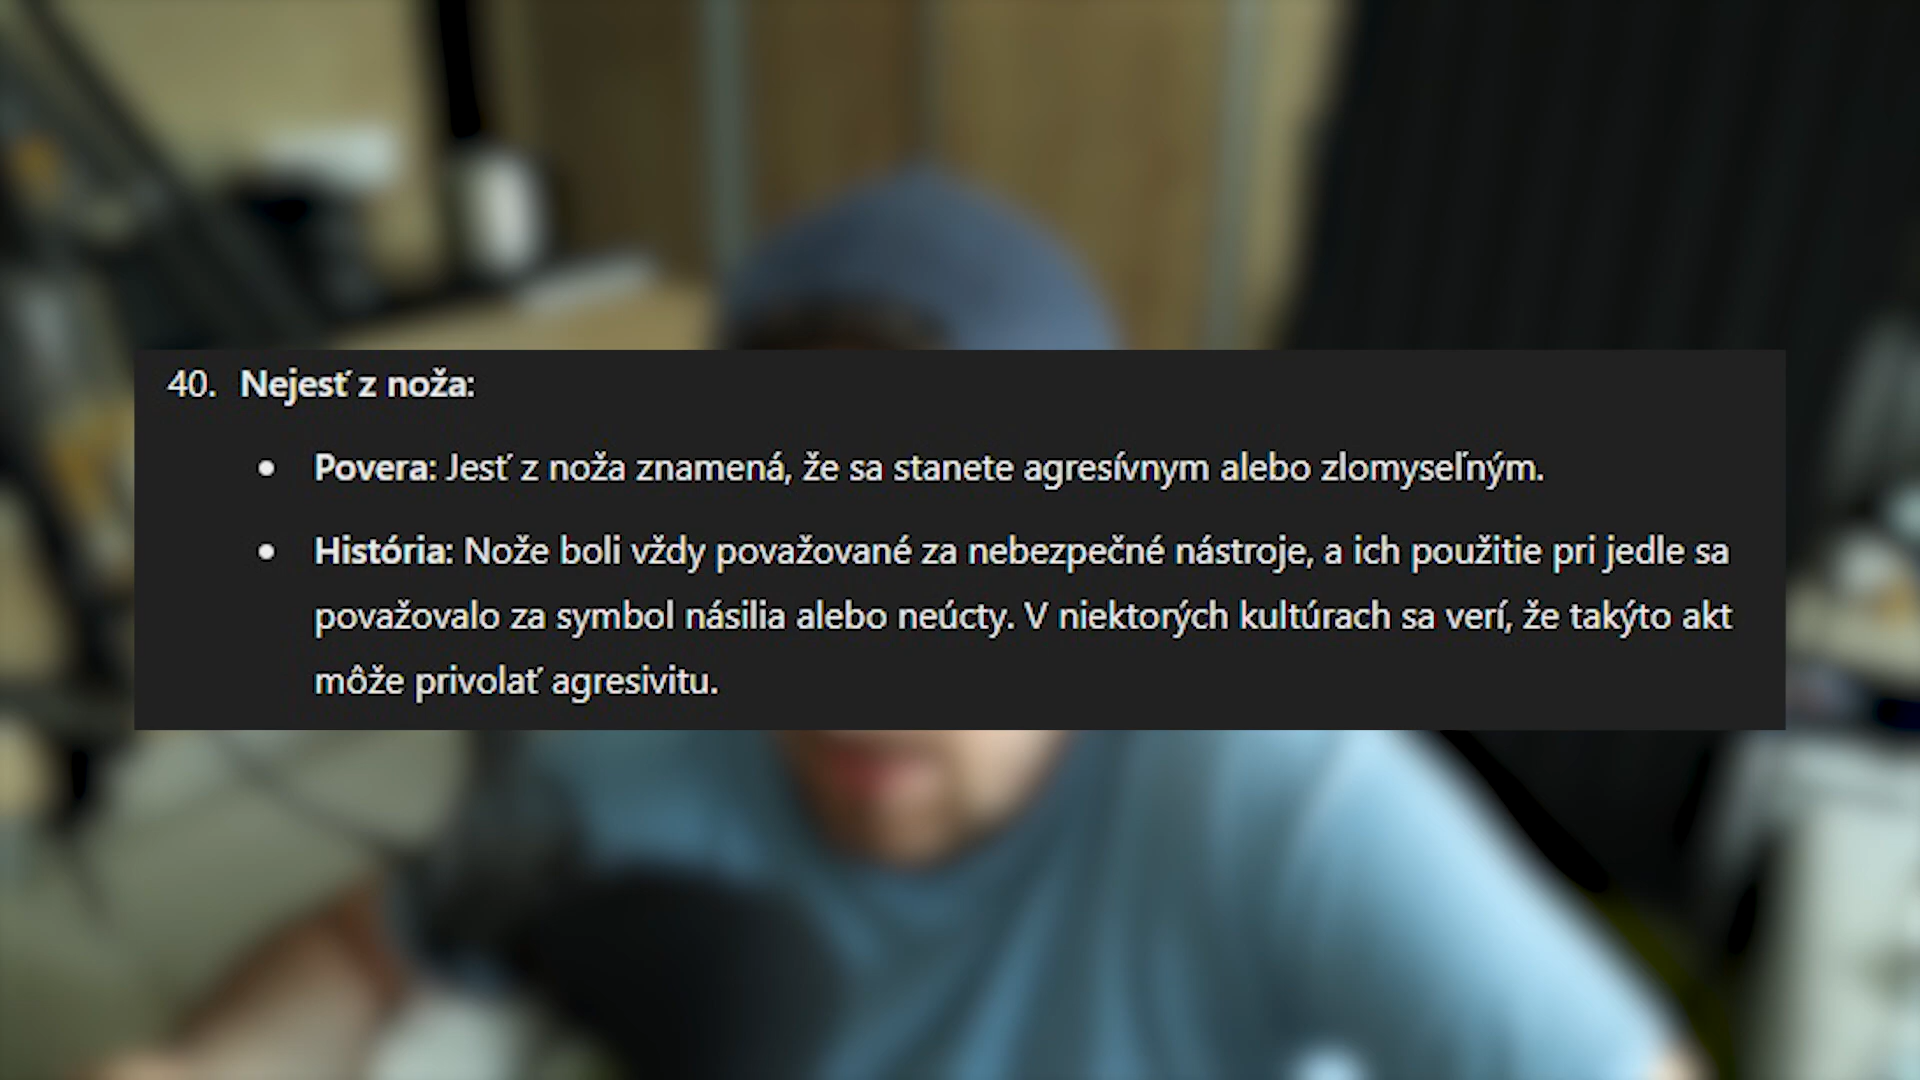 40. Nejesť z noža:
• Povera: Jesť z noža znamená, že sa stanete agresívnym alebo zlomyseľným.
• História: Nože boli vždy považované za nebezpečné nástroje, a ich použitie pri jedle sa
považovalo za symbol násilia alebo neúcty. V niektorých kultúrach sa verí, že takýto akt
môže privolať agresivitu.